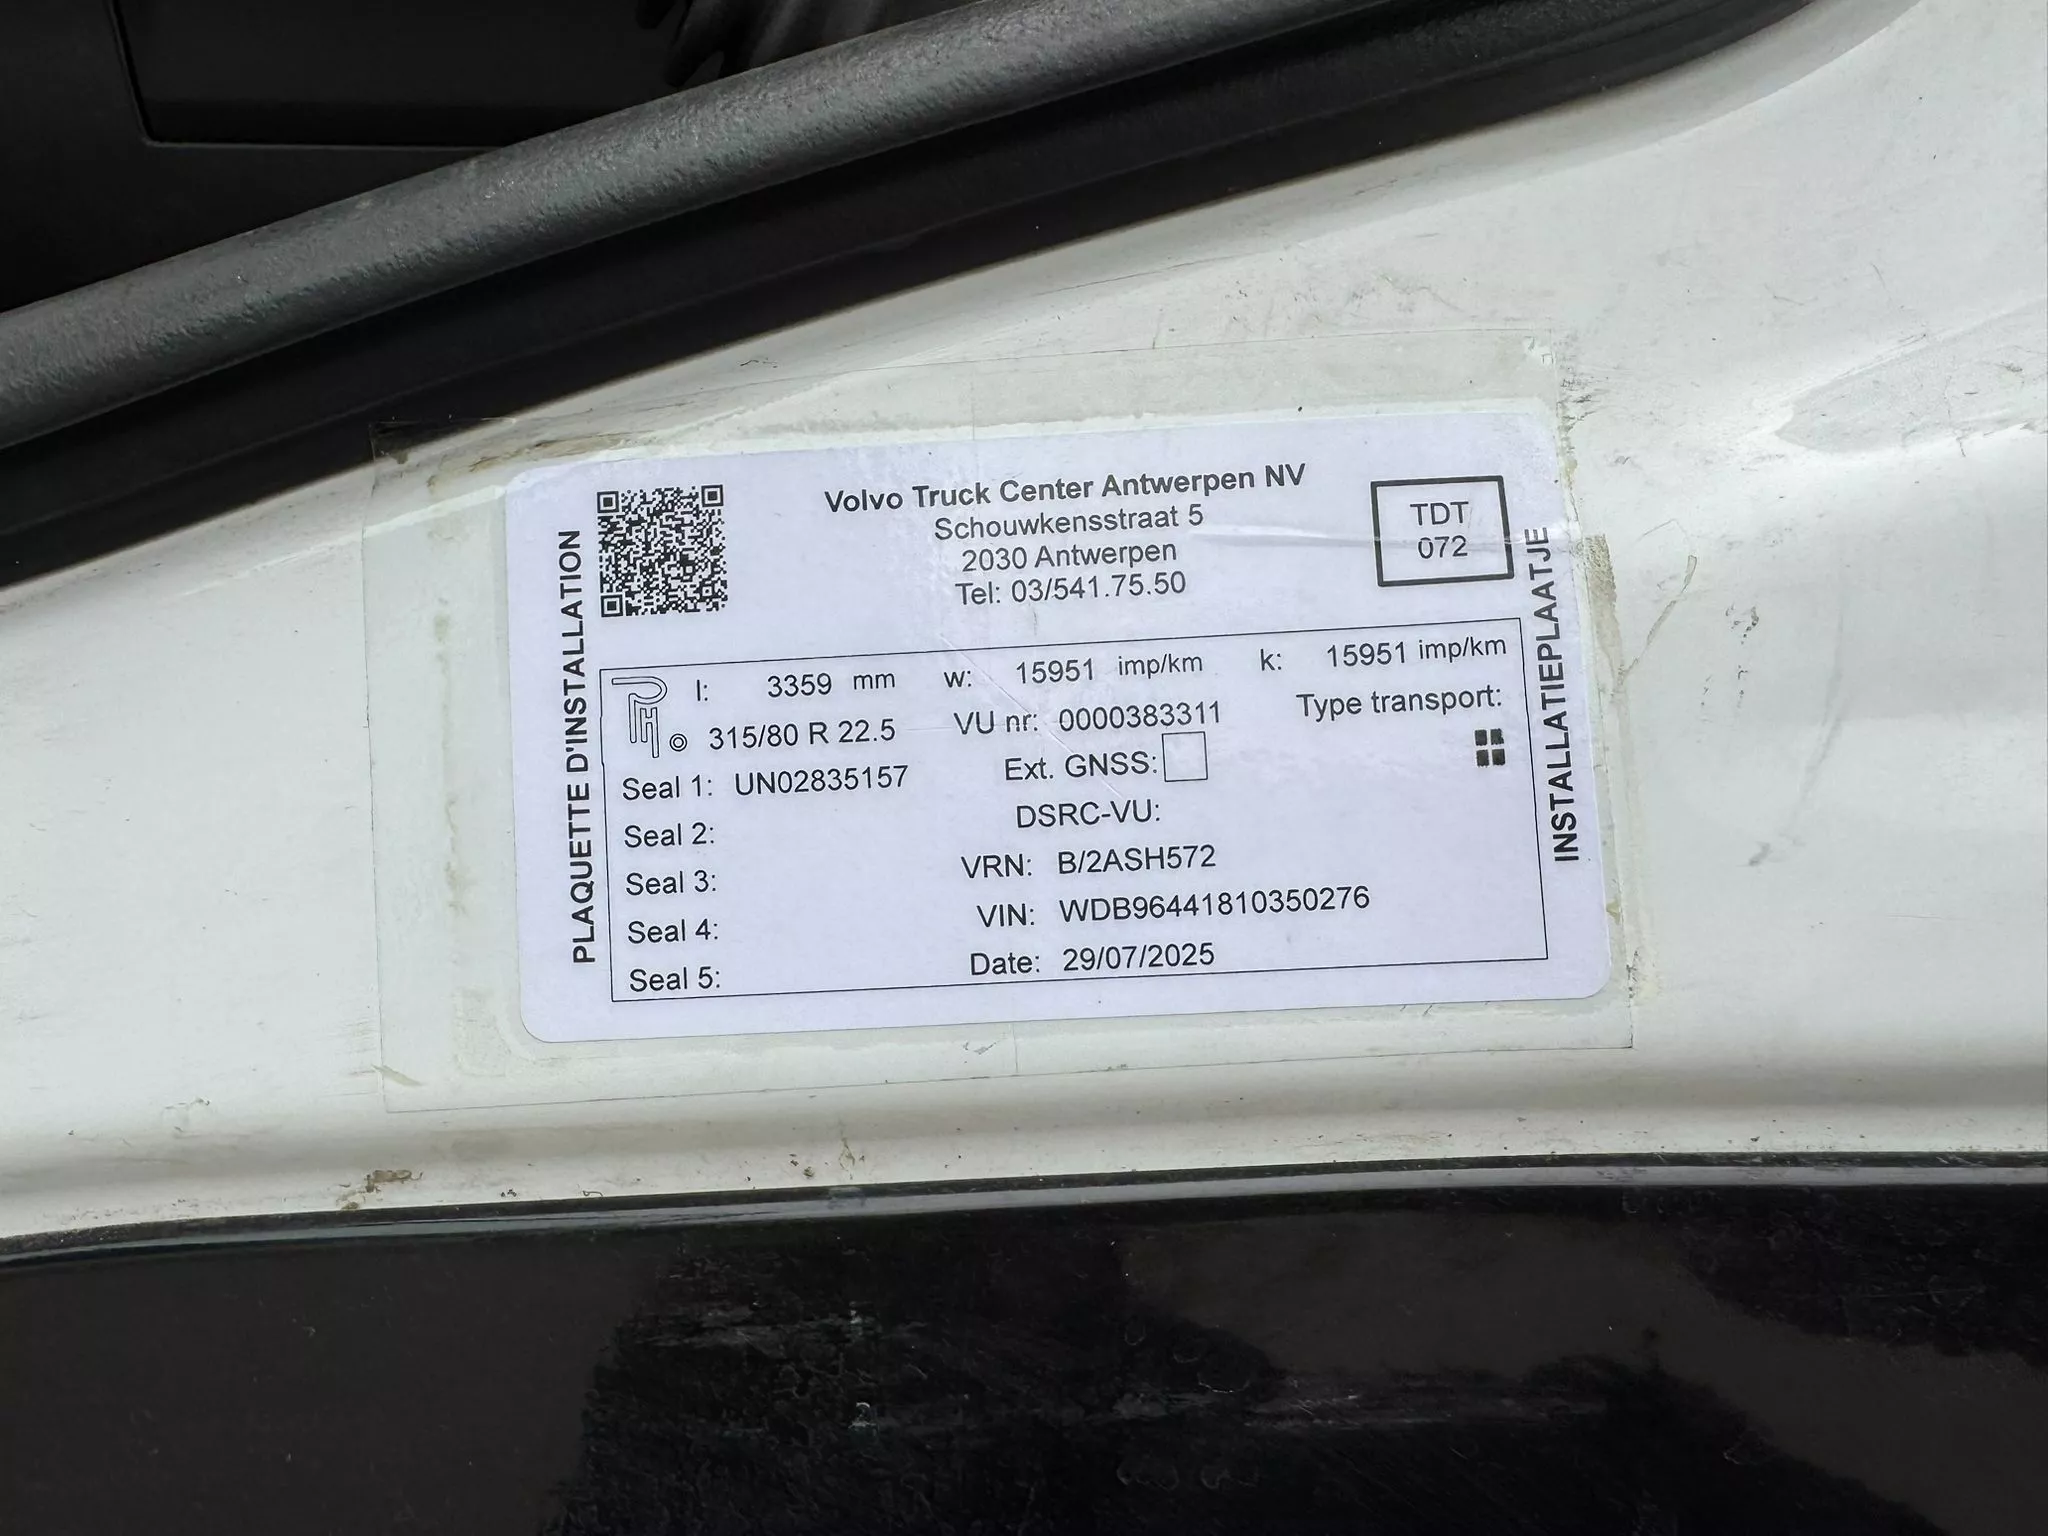 Volvo Truck Center Antwerpen NV
Schouwkensstraat 5
2030 Antwerpen
Tel: 03/541.75.50
TDT
072
PLAQUETTE D'INSTALLATION
INSTALLATIEPLAATJE
l: 3359 mm w: 15951 imp/km k: 15951 imp/km
315/80 R 22.5 VU nr: 0000383311 Type transport:
Seal 1: UN02835157 Ext. GNSS:
Seal 2: DSRC-VU:
Seal 3: VRN: B/2ASH572
Seal 4: VIN: WDB96441810350276
Seal 5: Date: 29/07/2025